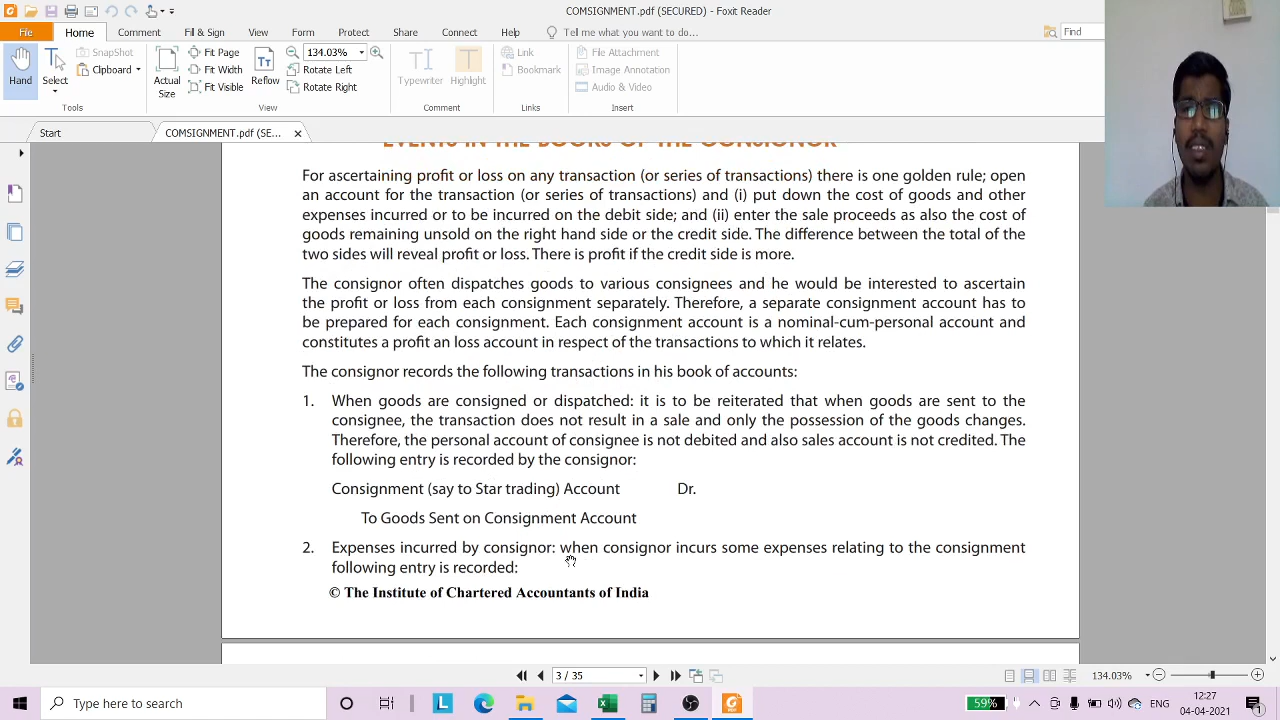 COMSIGNMENT.pdf (SECURED) - Foxit Reader
File Home Comment Fill & Sign View Form Protect Share Connect Help Tell me what you want to do... Find
Hand
Select
SnapShot
Clipboard
Tools
Actual Size
Fit Page
Fit Width
Fit Visible
Reflow
134.03%
Rotate Left
Rotate Right
View
Typewriter
Highlight
Comment
Link
Bookmark
Links
File Attachment
Image Annotation
Audio & Video
Insert
Start COMSIGNMENT.pdf (SE...
EVENTS IN THE BOOKS OF THE CONSIGNOR
For ascertaining profit or loss on any transaction (or series of transactions) there is one golden rule; open
an account for the transaction (or series of transactions) and (i) put down the cost of goods and other
expenses incurred or to be incurred on the debit side; and (ii) enter the sale proceeds as also the cost of
goods remaining unsold on the right hand side or the credit side. The difference between the total of the
two sides will reveal profit or loss. There is profit if the credit side is more.
The consignor often dispatches goods to various consignees and he would be interested to ascertain
the profit or loss from each consignment separately. Therefore, a separate consignment account has to
be prepared for each consignment. Each consignment account is a nominal-cum-personal account and
constitutes a profit an loss account in respect of the transactions to which it relates.
The consignor records the following transactions in his book of accounts:
1. When goods are consigned or dispatched: it is to be reiterated that when goods are sent to the
consignee, the transaction does not result in a sale and only the possession of the goods changes.
Therefore, the personal account of consignee is not debited and also sales account is not credited. The
following entry is recorded by the consignor:
Consignment (say to Star trading) Account Dr.
To Goods Sent on Consignment Account
2. Expenses incurred by consignor: when consignor incurs some expenses relating to the consignment
following entry is recorded:
© The Institute of Chartered Accountants of India
3 / 35 134.03%
Type here to search
59%
ENG
12:27
04-04-2021